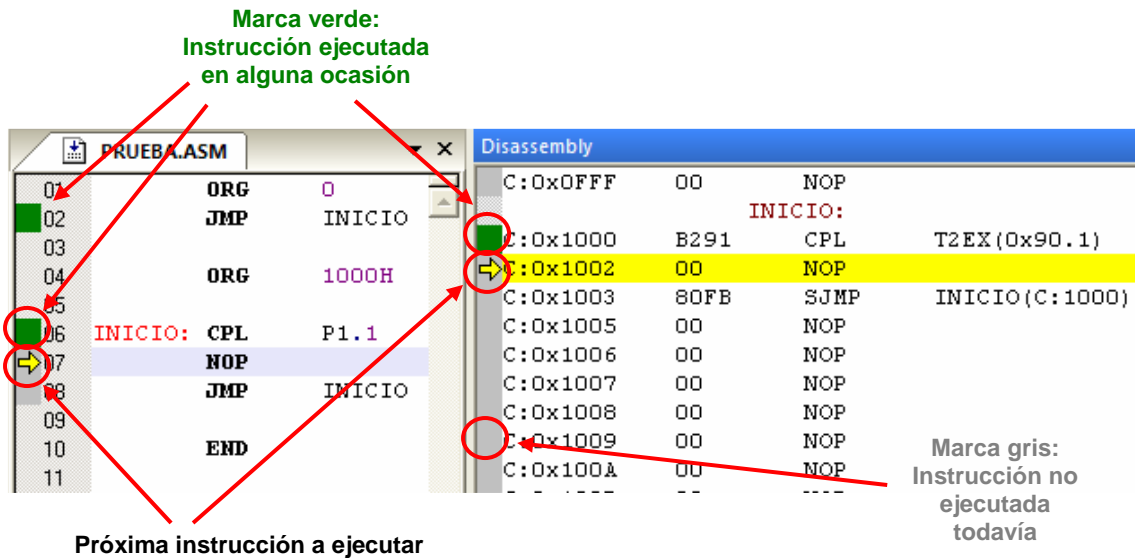 Marca verde:
Instrucción ejecutada
en alguna ocasión
PRUEBA.ASM
01 ORG 0
02 JMP INICIO
03
04 ORG 1000H
05
06 INICIO: CPL P1.1
07 NOP
08 JMP INICIO
09
10 END
11
Disassembly
C:0x0FFF 00 NOP
INICIO:
C:0x1000 B291 CPL T2EX(0x90.1)
C:0x1002 00 NOP
C:0x1003 80FB SJMP INICIO(C:1000)
C:0x1005 00 NOP
C:0x1006 00 NOP
C:0x1007 00 NOP
C:0x1008 00 NOP
C:0x1009 00 NOP
C:0x100A 00 NOP
Marca gris:
Instrucción no
ejecutada
todavía
Próxima instrucción a ejecutar